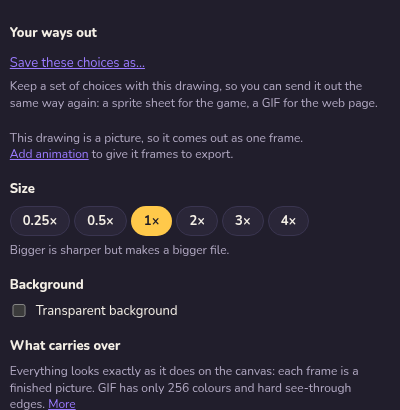 Your ways out
Save these choices as...
Keep a set of choices with this drawing, so you can send it out the
same way again: a sprite sheet for the game, a GIF for the web page.
This drawing is a picture, so it comes out as one frame.
Add animation to give it frames to export.
Size
0.25×
0.5×
1×
2×
3×
4×
Bigger is sharper but makes a bigger file.
Background
Transparent background
What carries over
Everything looks exactly as it does on the canvas: each frame is a
finished picture. GIF has only 256 colours and hard see-through
edges. More